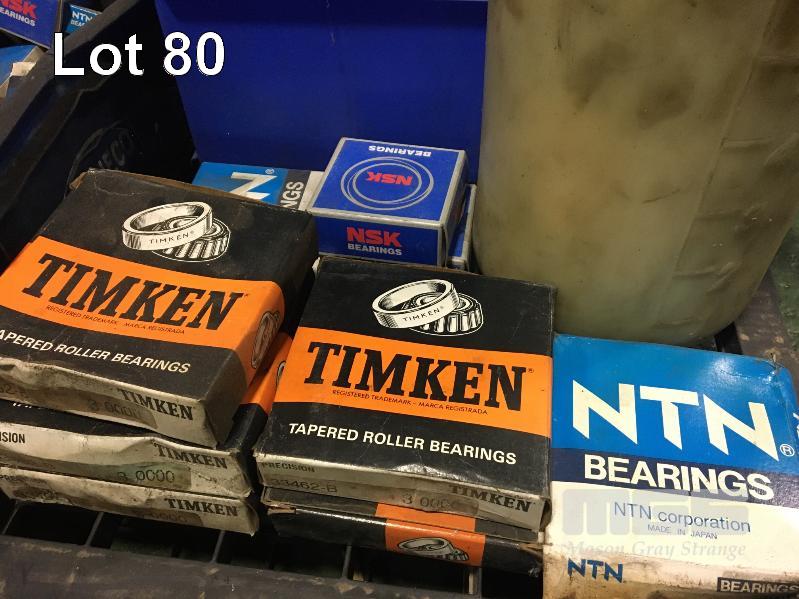 Lot 80
NSK
BEARINGS
BEARINGS
NSK
NSK
BEARINGS
TIMKEN®
TIMKEN®
REGISTERED TRADEMARK - MARCA REGISTRADA
TAPERED ROLLER BEARINGS
TIMKEN
TIMKEN
TIMKEN
TIMKEN®
TIMKEN®
REGISTERED TRADEMARK - MARCA REGISTRADA
TAPERED ROLLER BEARINGS
PRECISION
33462-B
TIMKEN
NTN®
BEARINGS
NTN corporation
MADE IN JAPAN
Mason Gray Strange
NTN
BEARINGS